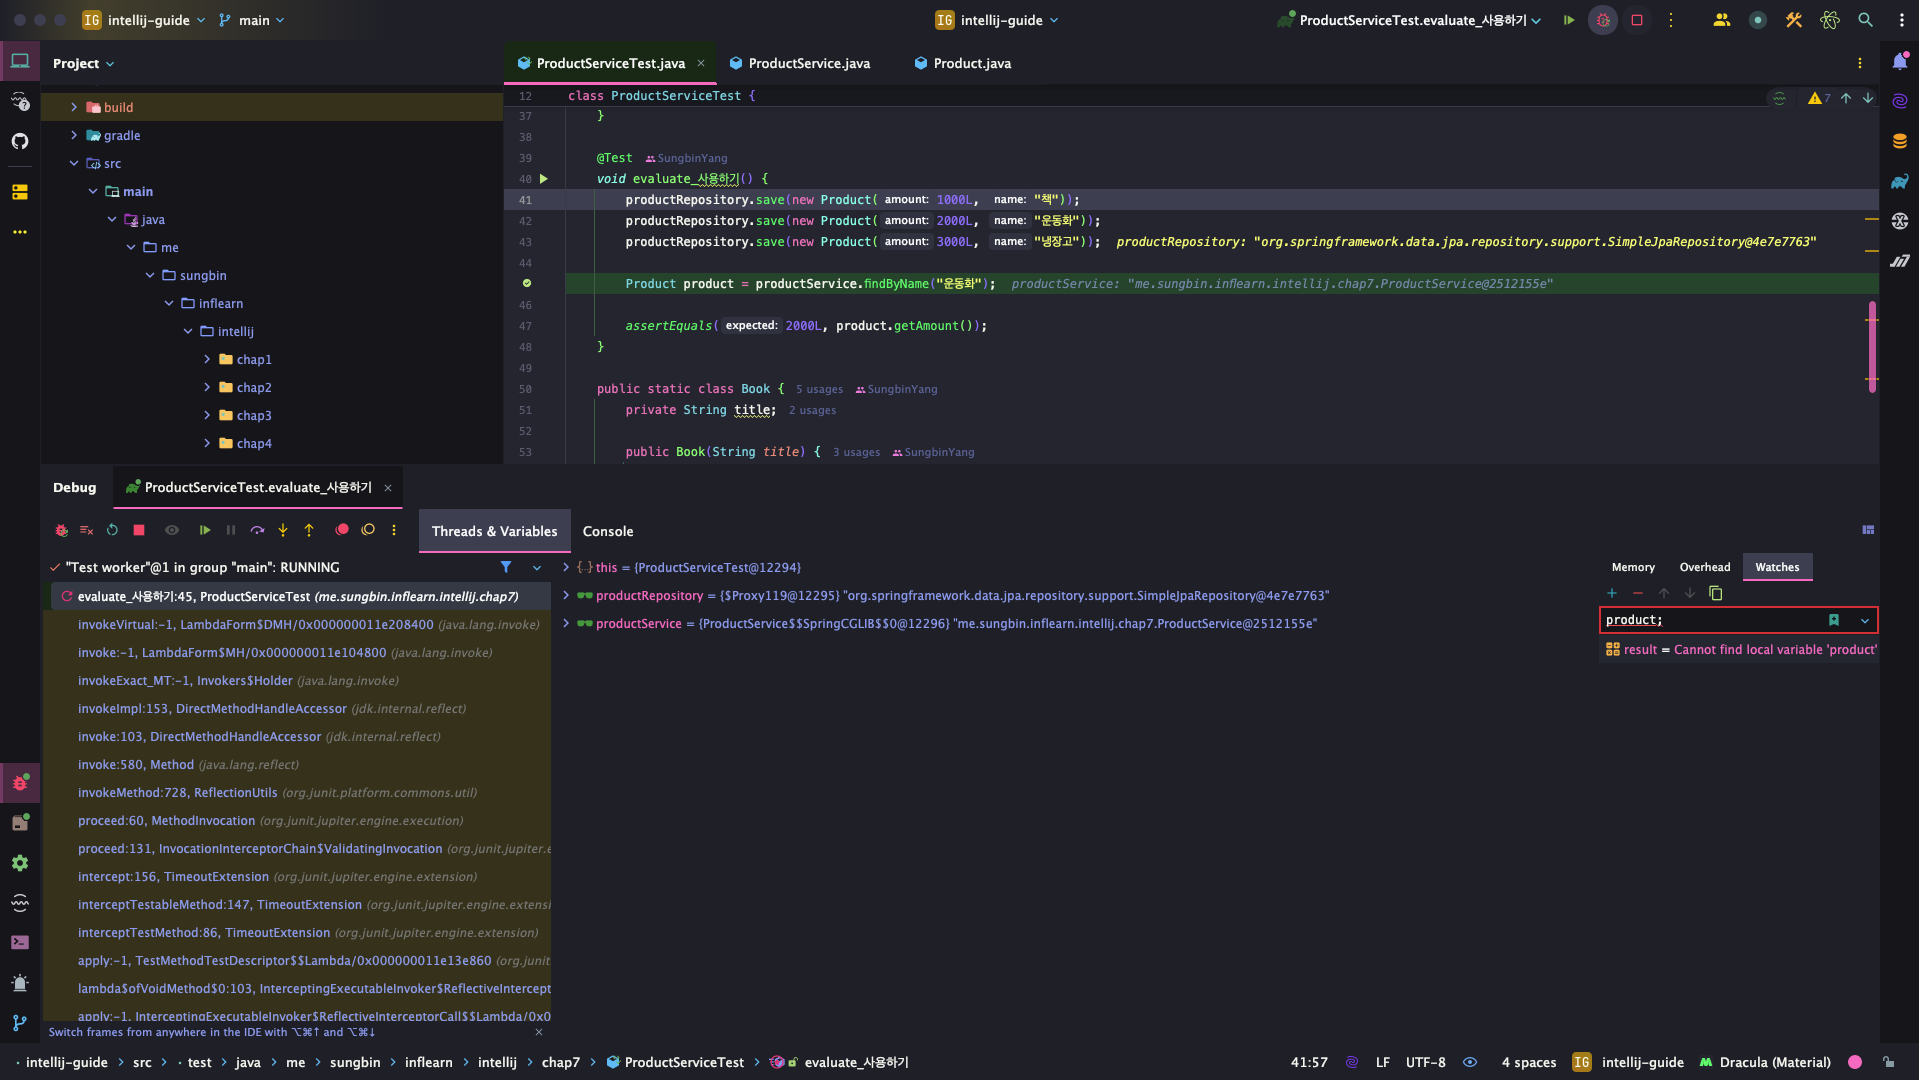 IG intellij-guide main
IG intellij-guide
ProductServiceTest.evaluate_사용하기
Project
build
gradle
src
main
java
me
sungbin
inflearn
intellij
chap1
chap2
chap3
chap4
ProductServiceTest.java × ProductService.java Product.java
12 class ProductServiceTest {
7
37 }
38
39 @Test SungbinYang
40 void evaluate_사용하기() {
41 productRepository.save(new Product( amount: 1000L, name: "책"));
42 productRepository.save(new Product( amount: 2000L, name: "운동화"));
43 productRepository.save(new Product( amount: 3000L, name: "냉장고")); productRepository: "org.springframework.data.jpa.repository.support.SimpleJpaRepository@4e7e7763"
44
Product product = productService.findByName("운동화"); productService: "me.sungbin.inflearn.intellij.chap7.ProductService@2512155e"
46
47 assertEquals( expected: 2000L, product.getAmount());
48 }
49
50 public static class Book { 5 usages SungbinYang
51 private String title; 2 usages
52
53 public Book(String title) { 3 usages SungbinYang
Debug ProductServiceTest.evaluate_사용하기 ×
Threads & Variables Console
"Test worker"@1 in group "main": RUNNING
evaluate_사용하기:45, ProductServiceTest (me.sungbin.inflearn.intellij.chap7)
invokeVirtual:-1, LambdaForm$DMH/0x000000011e208400 (java.lang.invoke)
invoke:-1, LambdaForm$MH/0x000000011e104800 (java.lang.invoke)
invokeExact_MT:-1, Invokers$Holder (java.lang.invoke)
invokeImpl:153, DirectMethodHandleAccessor (jdk.internal.reflect)
invoke:103, DirectMethodHandleAccessor (jdk.internal.reflect)
invoke:580, Method (java.lang.reflect)
invokeMethod:728, ReflectionUtils (org.junit.platform.commons.util)
proceed:60, MethodInvocation (org.junit.jupiter.engine.execution)
proceed:131, InvocationInterceptorChain$ValidatingInvocation (org.junit.jupiter.e
intercept:156, TimeoutExtension (org.junit.jupiter.engine.extension)
interceptTestableMethod:147, TimeoutExtension (org.junit.jupiter.engine.extensi
interceptTestMethod:86, TimeoutExtension (org.junit.jupiter.engine.extension)
apply:-1, TestMethodTestDescriptor$$Lambda/0x000000011e13e860 (org.junit
lambda$ofVoidMethod$0:103, InterceptingExecutableInvoker$ReflectiveIntercept
apply:-1, InterceptingExecutableInvoker$ReflectiveInterceptorCall$$Lambda/0x0
Switch frames from anywhere in the IDE with ⌥⌘↑ and ⌥⌘↓ ×
this = {ProductServiceTest@12294}
productRepository = {$Proxy119@12295} "org.springframework.data.jpa.repository.support.SimpleJpaRepository@4e7e7763"
productService = {ProductService$$SpringCGLIB$$0@12296} "me.sungbin.inflearn.intellij.chap7.ProductService@2512155e"
Memory Overhead Watches
product;
result = Cannot find local variable 'product'
intellij-guide > src > test > java > me > sungbin > inflearn > intellij > chap7 > ProductServiceTest > evaluate_사용하기
41:57 LF UTF-8 4 spaces IG intellij-guide Dracula (Material)